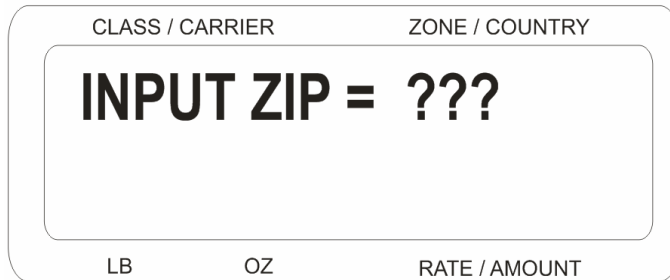 CLASS / CARRIER ZONE / COUNTRY
INPUT ZIP = ???
LB OZ RATE / AMOUNT